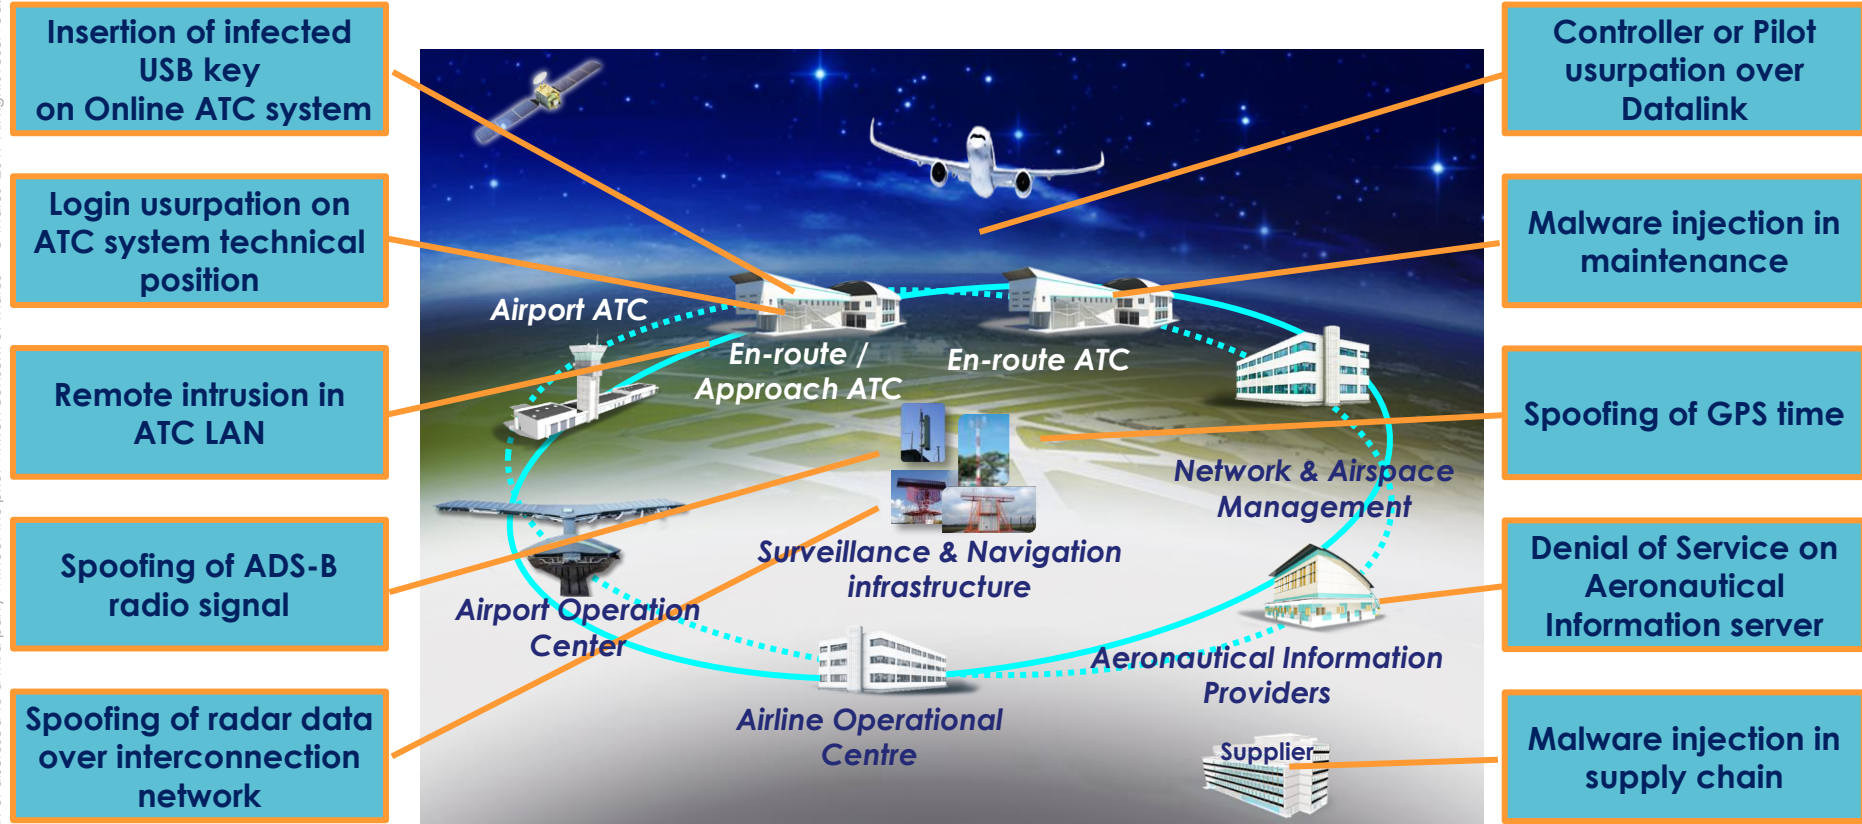 Insertion of infected
USB key
on Online ATC system
Login usurpation on
ATC system technical
position
Remote intrusion in
ATC LAN
Spoofing of ADS-B
radio signal
Spoofing of radar data
over interconnection
network
Airport ATC
En-route /
Approach ATC
En-route ATC
Network & Airspace
Management
Surveillance & Navigation
infrastructure
Airport Operation
Center
Aeronautical Information
Providers
Airline Operational
Centre
Supplier
Controller or Pilot
usurpation over
Datalink
Malware injection in
maintenance
Spoofing of GPS time
Denial of Service on
Aeronautical
Information server
Malware injection in
supply chain